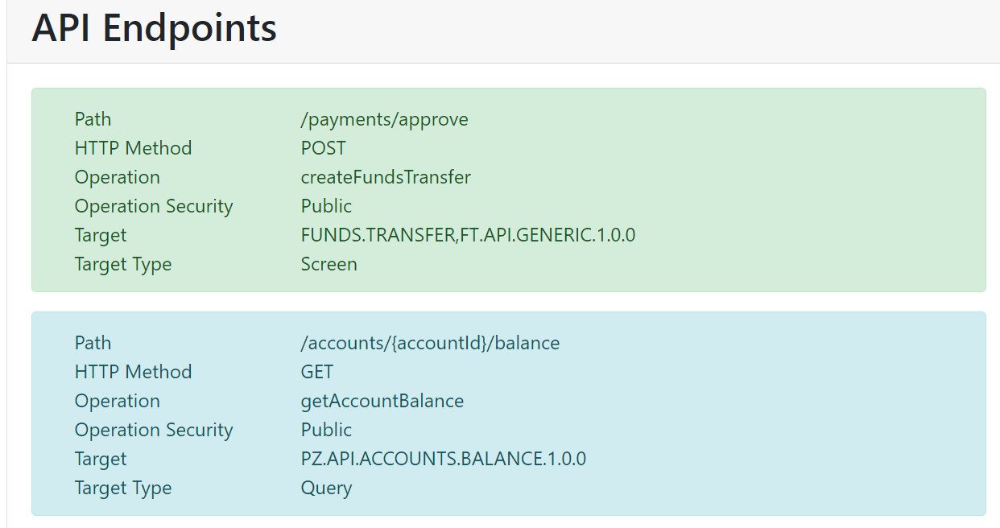 API Endpoints
Path /payments/approve
HTTP Method POST
Operation createFundsTransfer
Operation Security Public
Target FUNDS.TRANSFER,FT.API.GENERIC.1.0.0
Target Type Screen
Path /accounts/{accountId}/balance
HTTP Method GET
Operation getAccountBalance
Operation Security Public
Target PZ.API.ACCOUNTS.BALANCE.1.0.0
Target Type Query